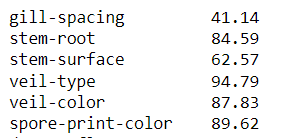 gill-spacing 41.14
stem-root 84.59
stem-surface 62.57
veil-type 94.79
veil-color 87.83
spore-print-color 89.62